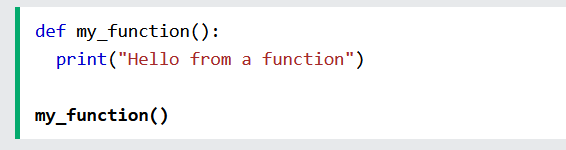 def my_function():
  print("Hello from a function")

my_function()